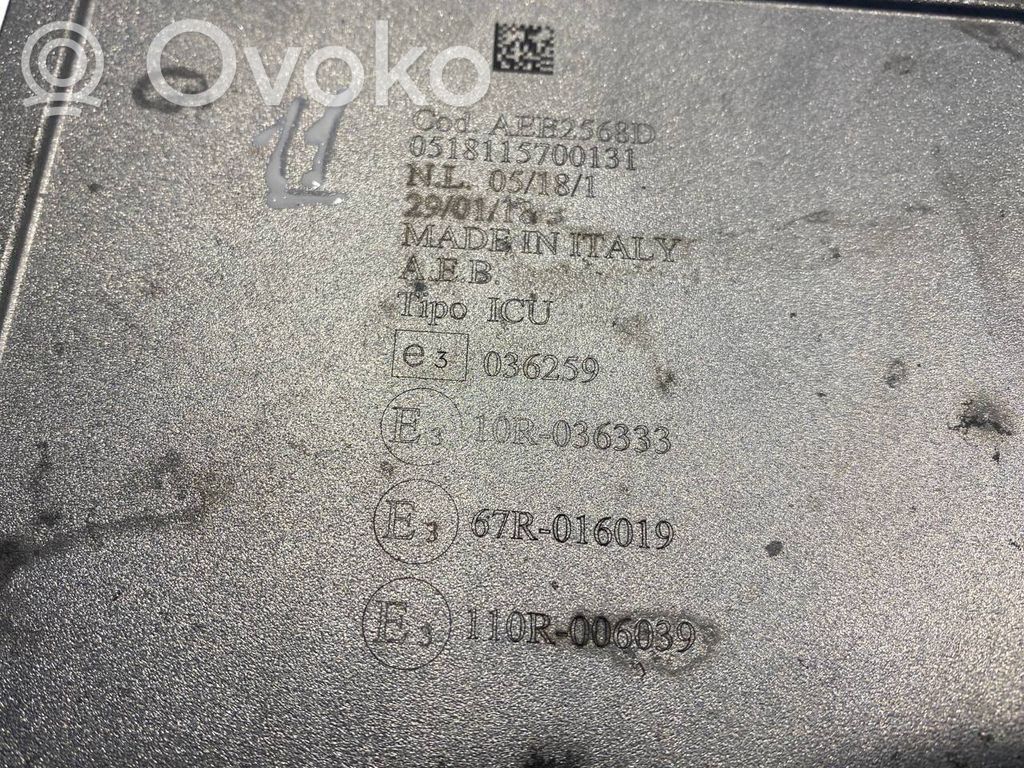 Ovoko
11
Cod. AEB2568D
0518115700131
N.L. 05/18/1
MADE IN ITALY
A.E.B.
Tipo ICU
e3 036259
E3 10R-036333
E3 67R-016019
E3 110R-006039